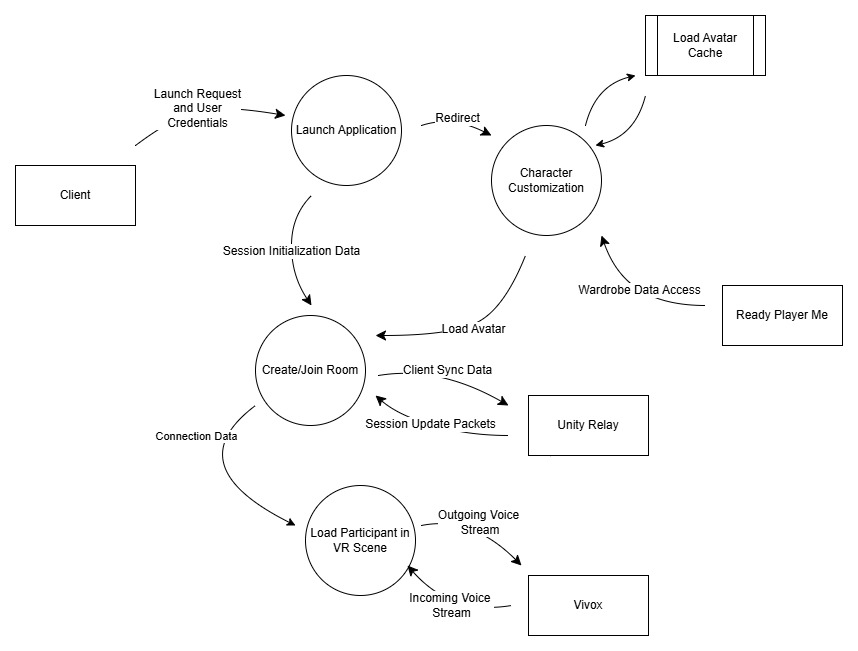 Load Avatar
Cache
Launch Request
and User
Credentials
Launch Application
Redirect
Character
Customization
Client
Session Initialization Data
Wardrobe Data Access
Ready Player Me
Load Avatar
Create/Join Room
Client Sync Data
Session Update Packets
Unity Relay
Connection Data
Load Participant in
VR Scene
Outgoing Voice
Stream
Incoming Voice
Stream
Vivox